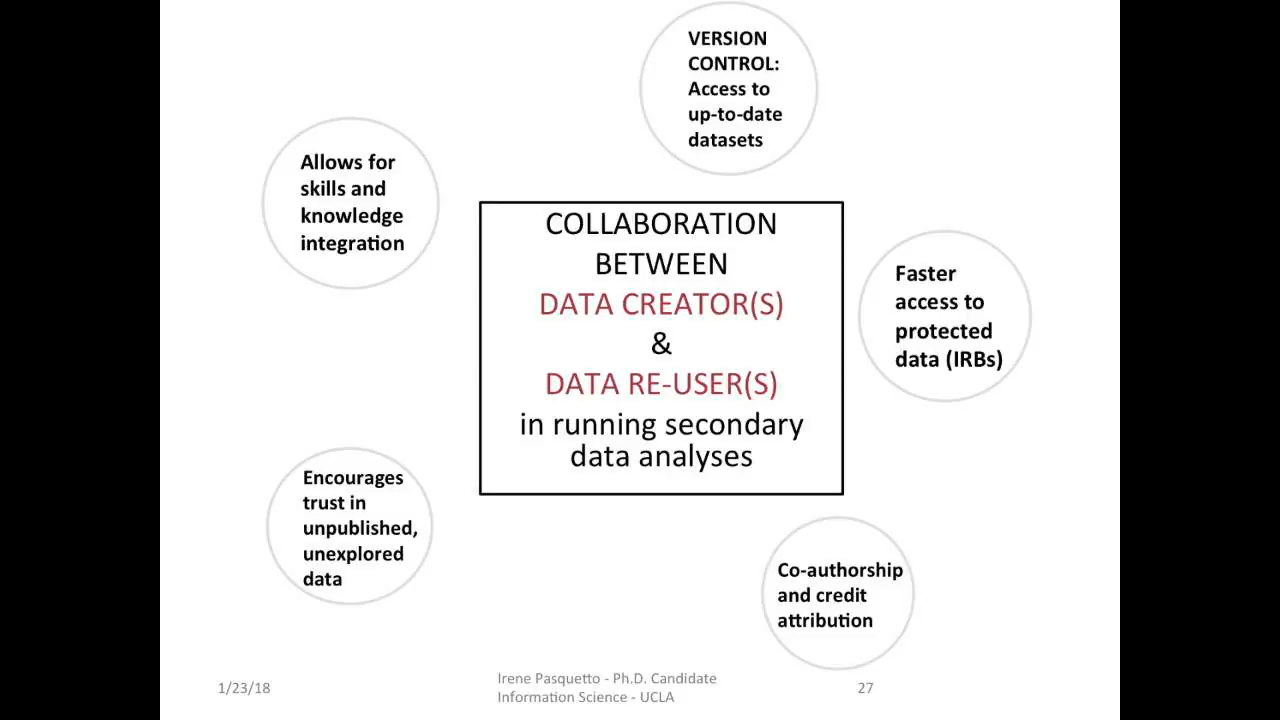 VERSION
CONTROL:
Access to
up-to-date
datasets
Allows for
skills and
knowledge
integration
COLLABORATION
BETWEEN
DATA CREATOR(S)
&
DATA RE-USER(S)
in running secondary
data analyses
Faster
access to
protected
data (IRBs)
Encourages
trust in
unpublished,
unexplored
data
Co-authorship
and credit
attribution
1/23/18
Irene Pasquetto - Ph.D. Candidate
Information Science - UCLA
27